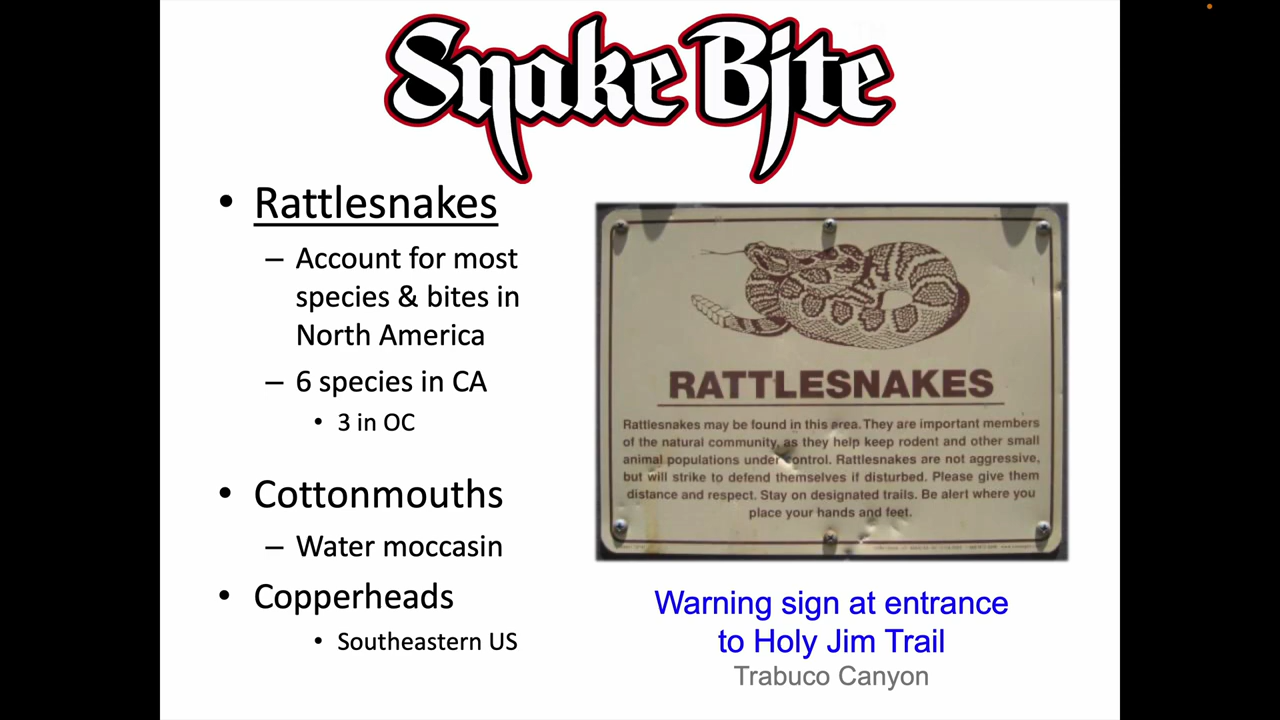 Snake Bite
• Rattlesnakes
– Account for most
species & bites in
North America
– 6 species in CA
• 3 in OC
• Cottonmouths
– Water moccasin
• Copperheads
• Southeastern US
RATTLESNAKES
Rattlesnakes may be found in this area. They are important members
of the natural community, as they help keep rodent and other small
animal populations under control. Rattlesnakes are not aggressive,
but will strike to defend themselves if disturbed. Please give them
distance and respect. Stay on designated trails. Be alert where you
place your hands and feet.
Warning sign at entrance
to Holy Jim Trail
Trabuco Canyon